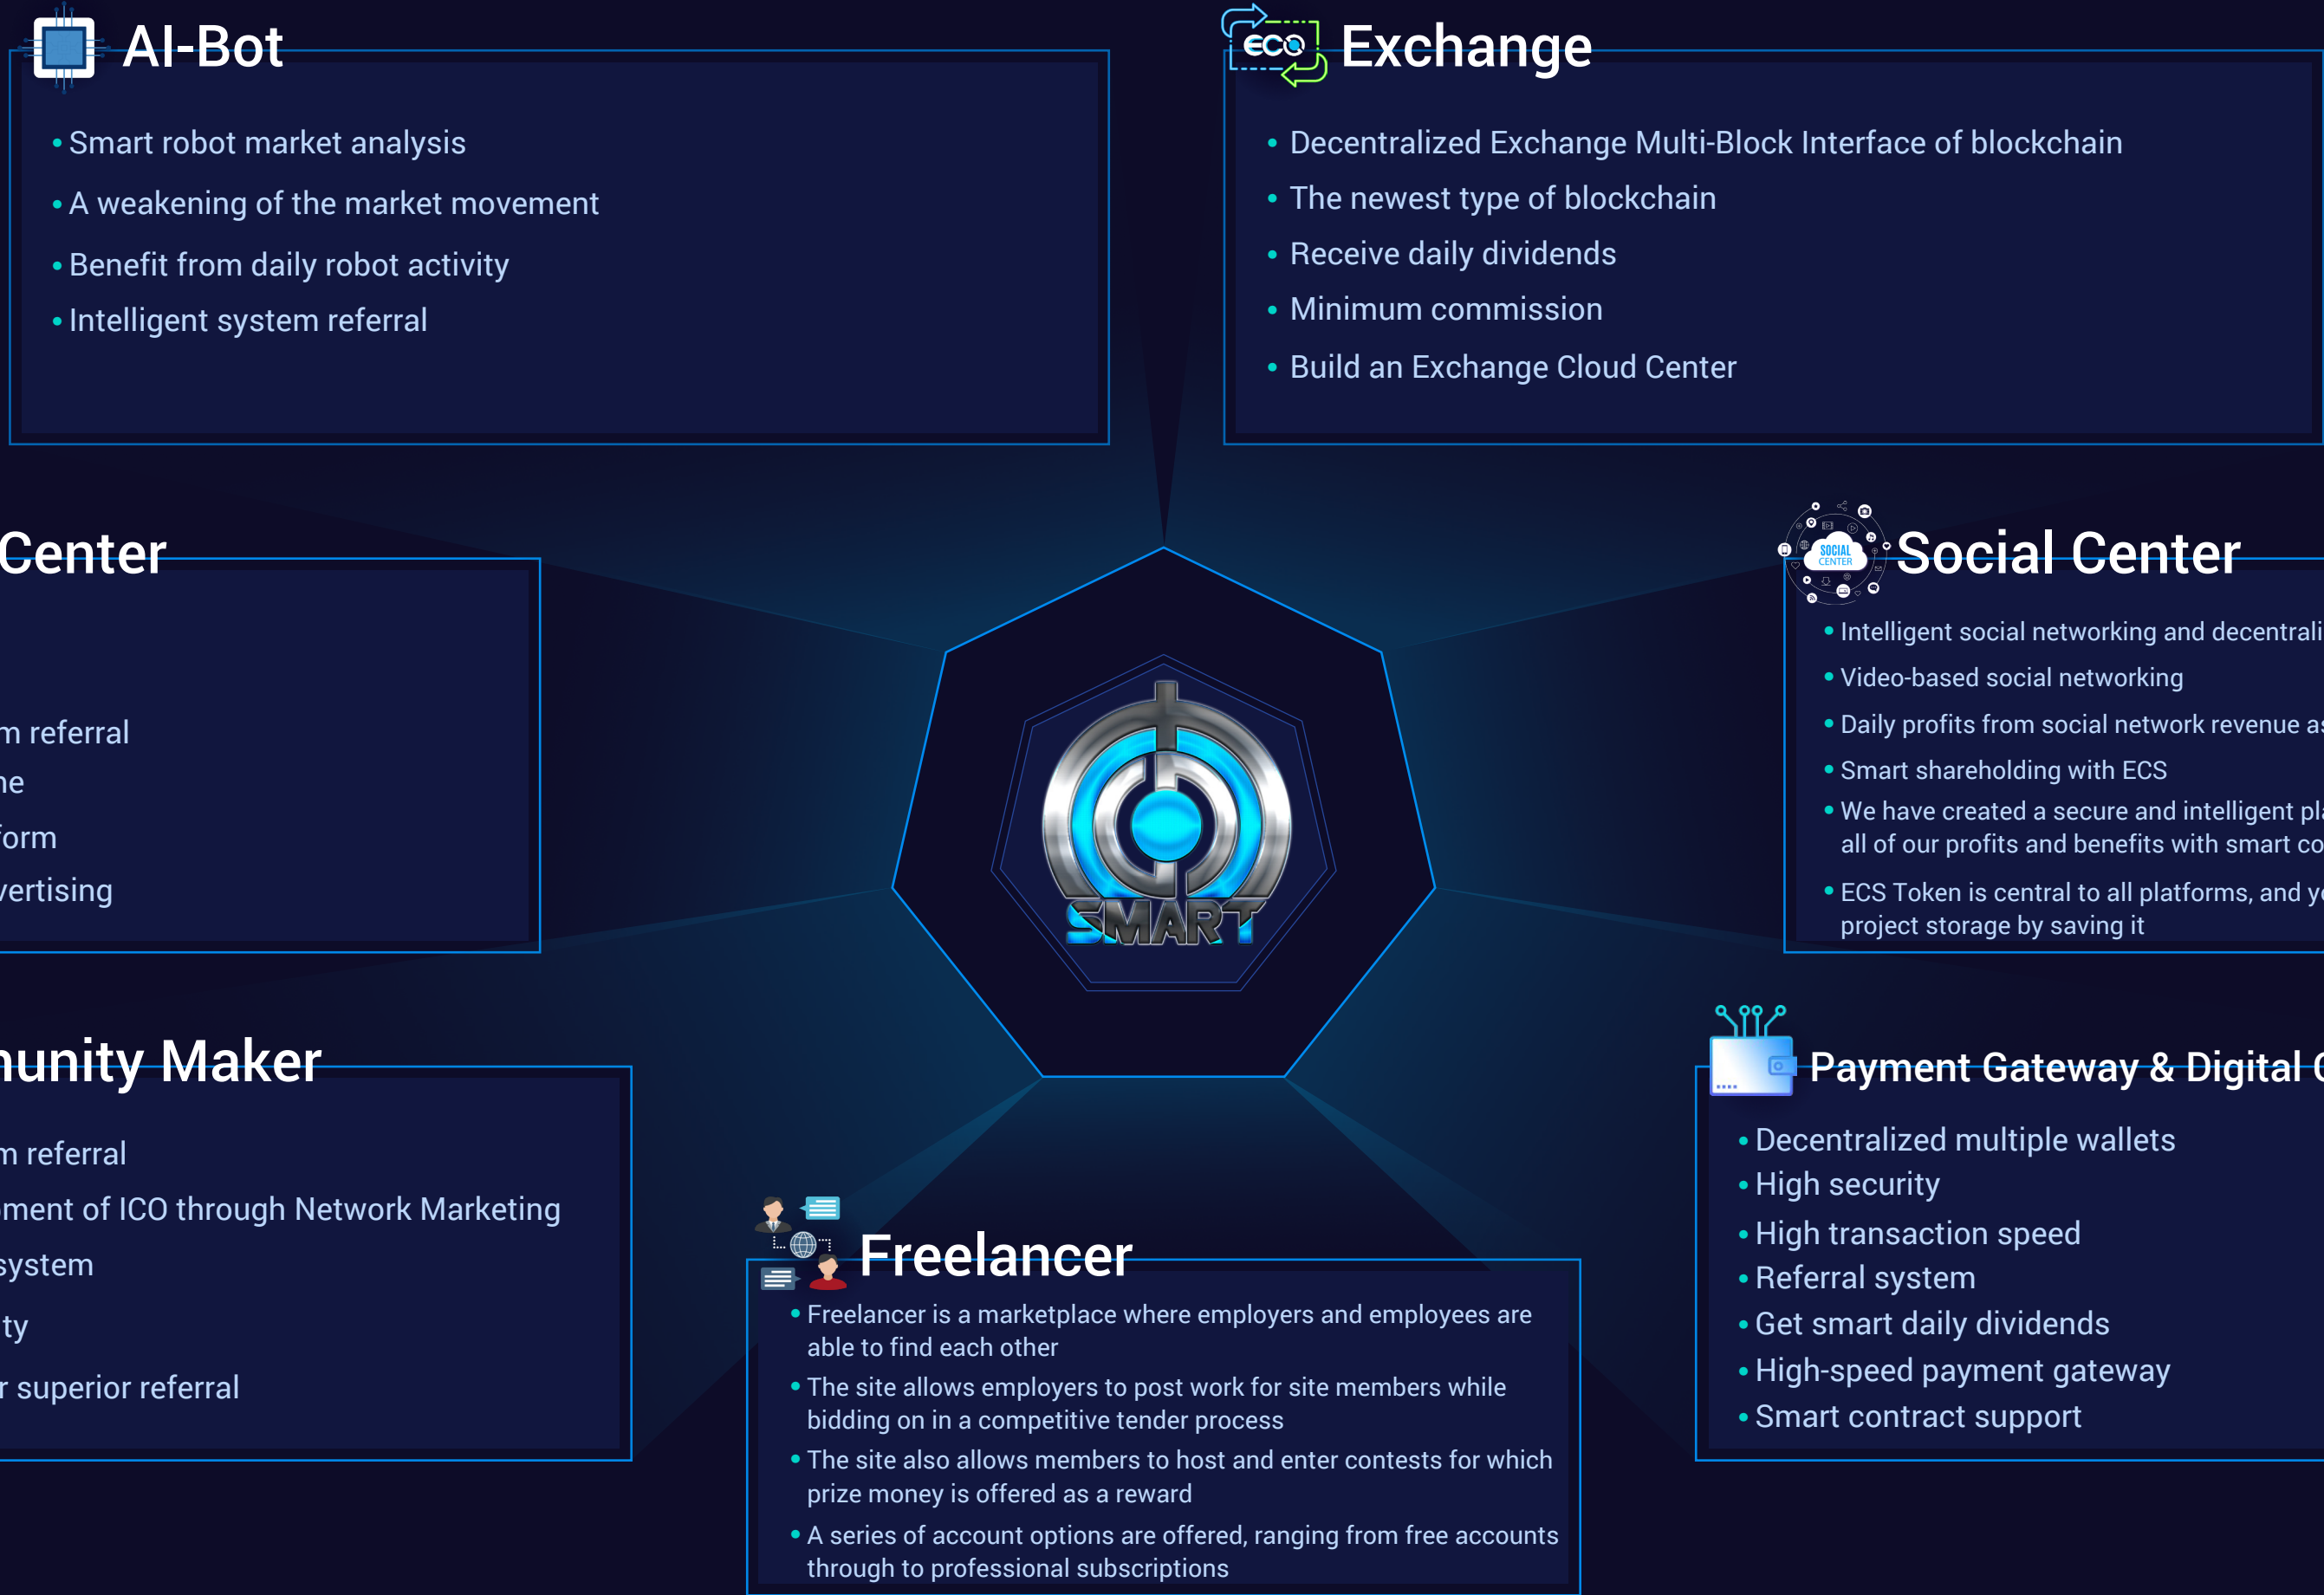 AI-Bot
• Smart robot market analysis
• A weakening of the market movement
• Benefit from daily robot activity
• Intelligent system referral
ECO
Exchange
• Decentralized Exchange Multi-Block Interface of blockchain
• The newest type of blockchain
• Receive daily dividends
• Minimum commission
• Build an Exchange Cloud Center
Center
referral
form
SOCIAL
CENTER
Social Center
• Intelligent social networking and
• Video-based social networking
• Daily profits from social network revenue
• Smart shareholding with ECS
• We have created a secure and intelligent
all of our profits and benefits with smart
• ECS Token is central to all platforms, and
project storage by saving it
SMART
Maker
referral
of ICO through Network Marketing
system
superior referral
Freelancer
• Freelancer is a marketplace where employers and employees are
able to find each other
• The site allows employers to post work for site members while
bidding on in a competitive tender process
• The site also allows members to host and enter contests for which
prize money is offered as a reward
• A series of account options are offered, ranging from free accounts
through to professional subscriptions
Payment Gateway & Digital
• Decentralized multiple wallets
• High security
• High transaction speed
• Referral system
• Get smart daily dividends
• High-speed payment gateway
• Smart contract support